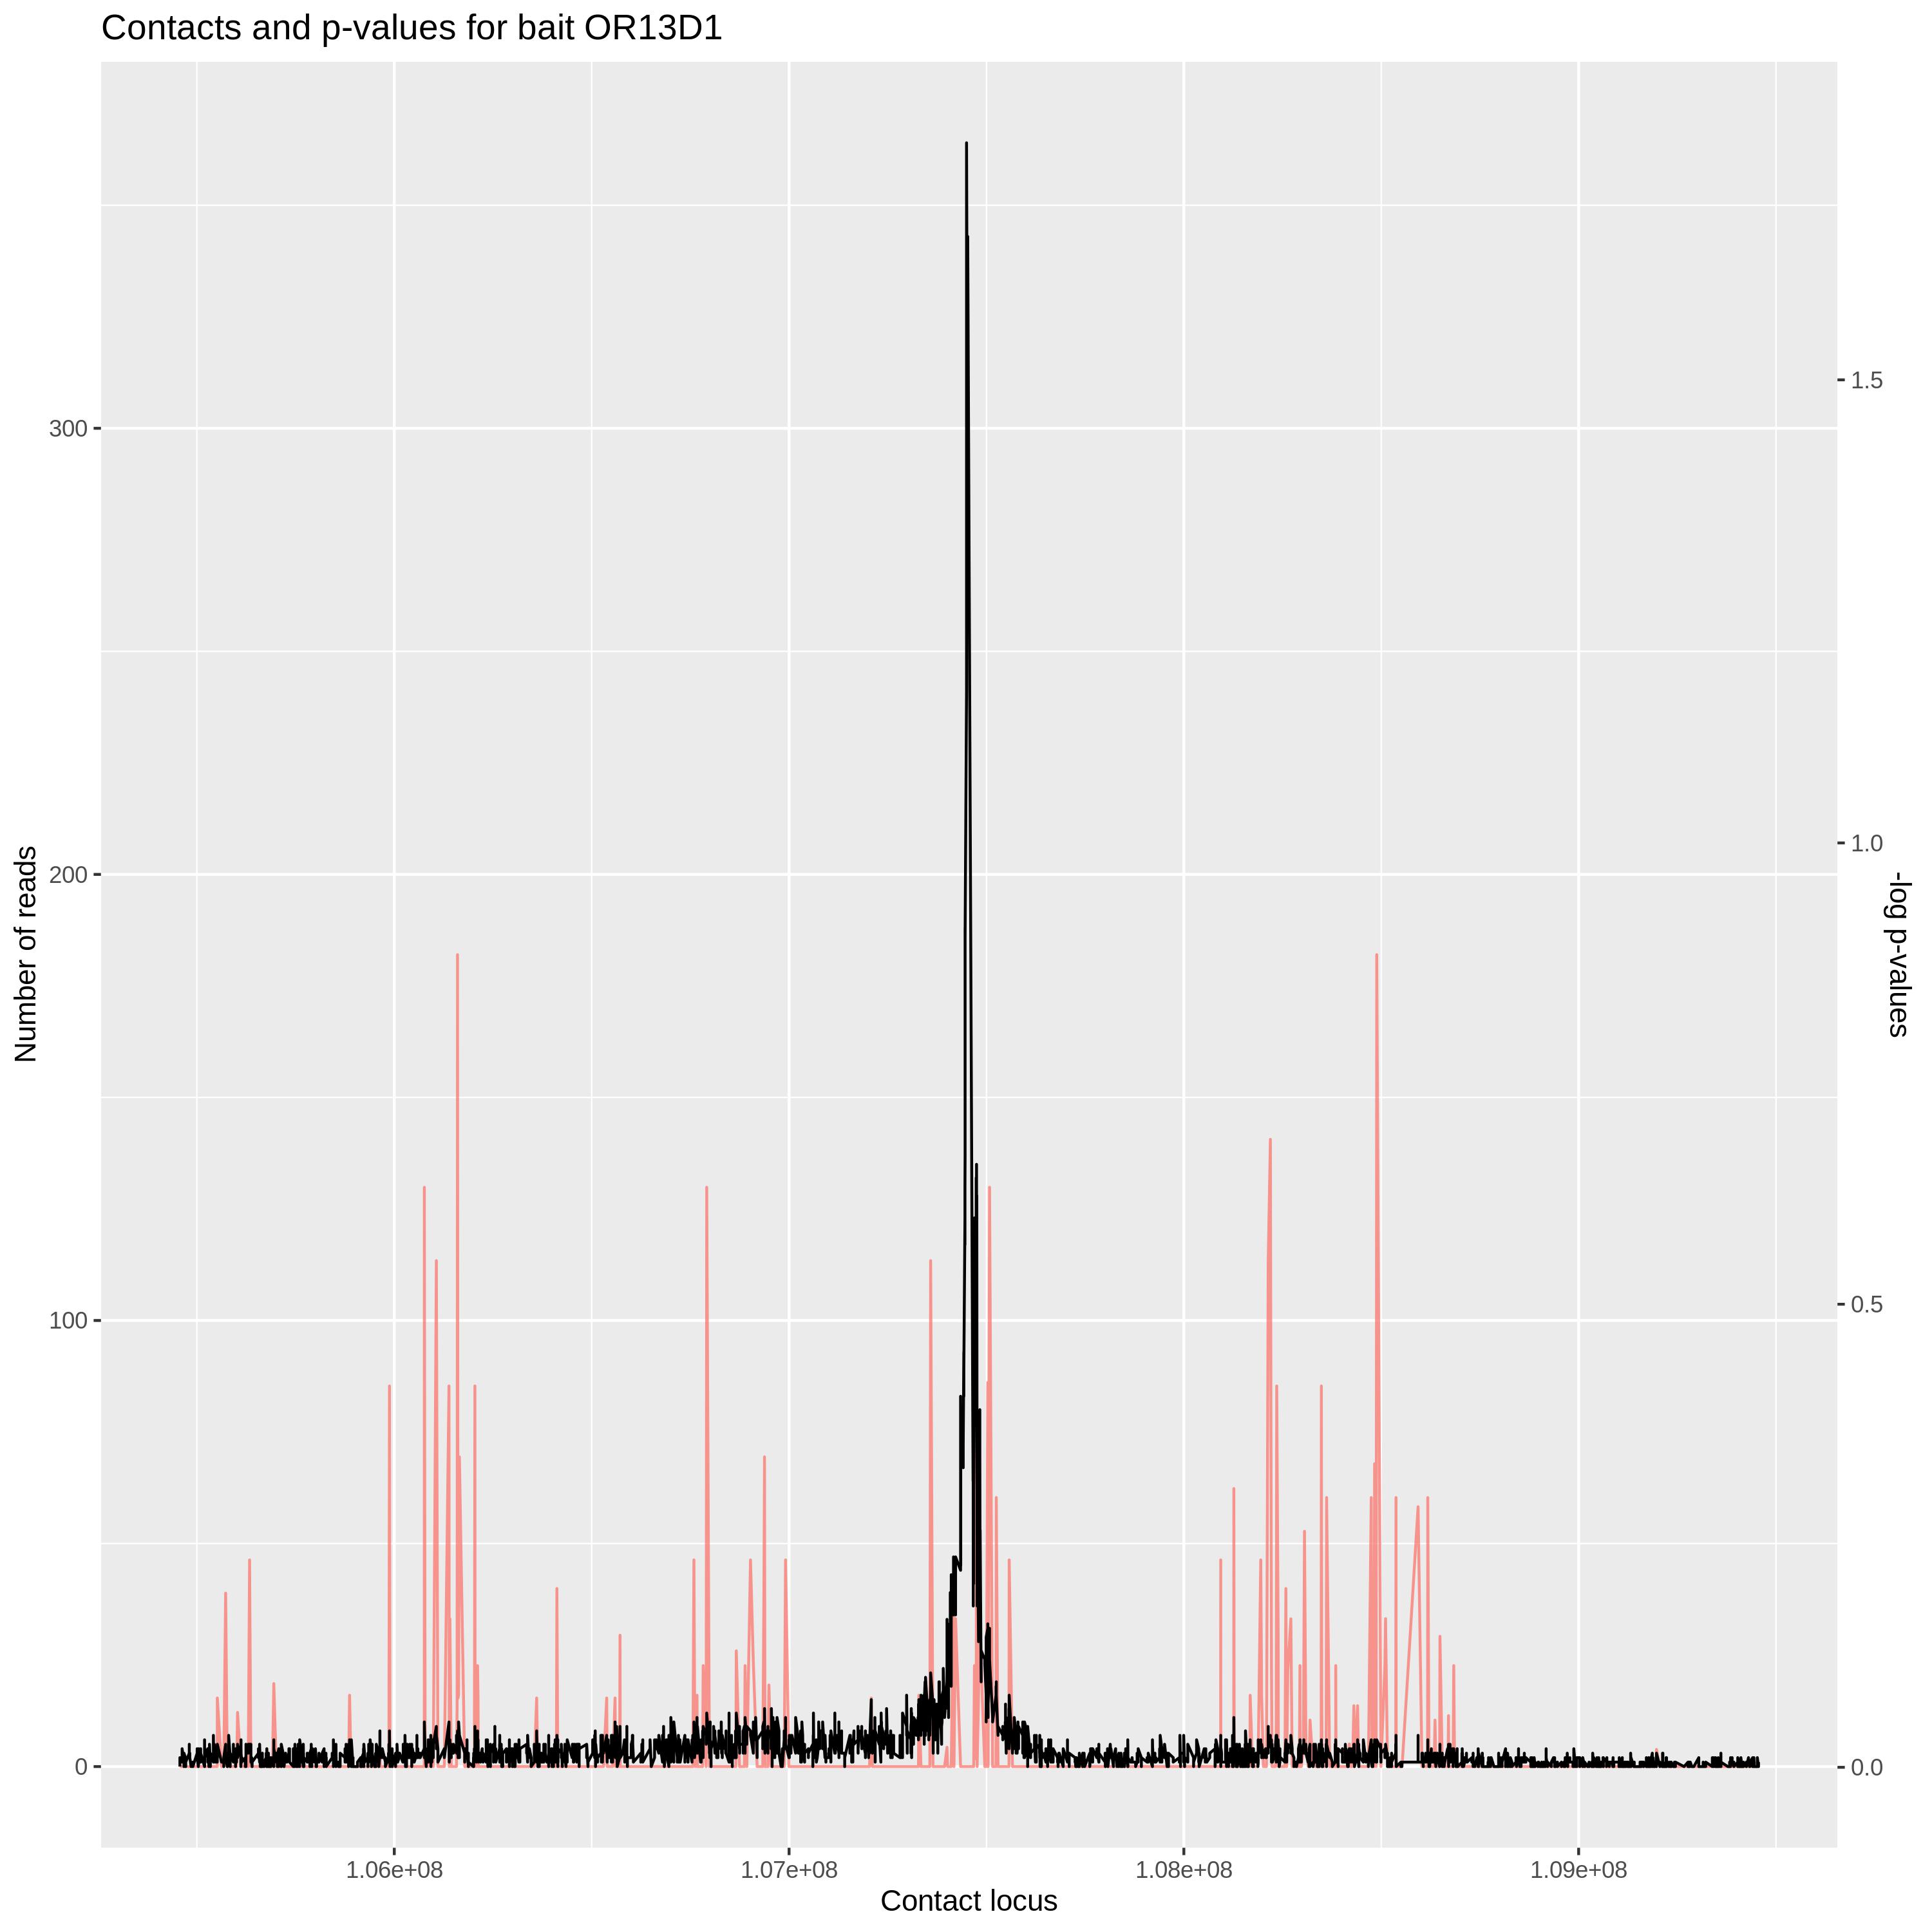 Contacts and p-values for bait OR13D1
Number of reads
300
200
100
0
1.5
1.0
0.5
0.0
-log p-values
1.06e+08
1.07e+08
1.08e+08
1.09e+08
Contact locus